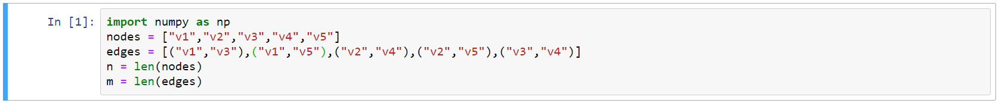 In [1]: import numpy as np
nodes = ["v1","v2","v3","v4","v5"]
edges = [("v1","v3"),("v1","v5"),("v2","v4"),("v2","v5"),("v3","v4")]
n = len(nodes)
m = len(edges)